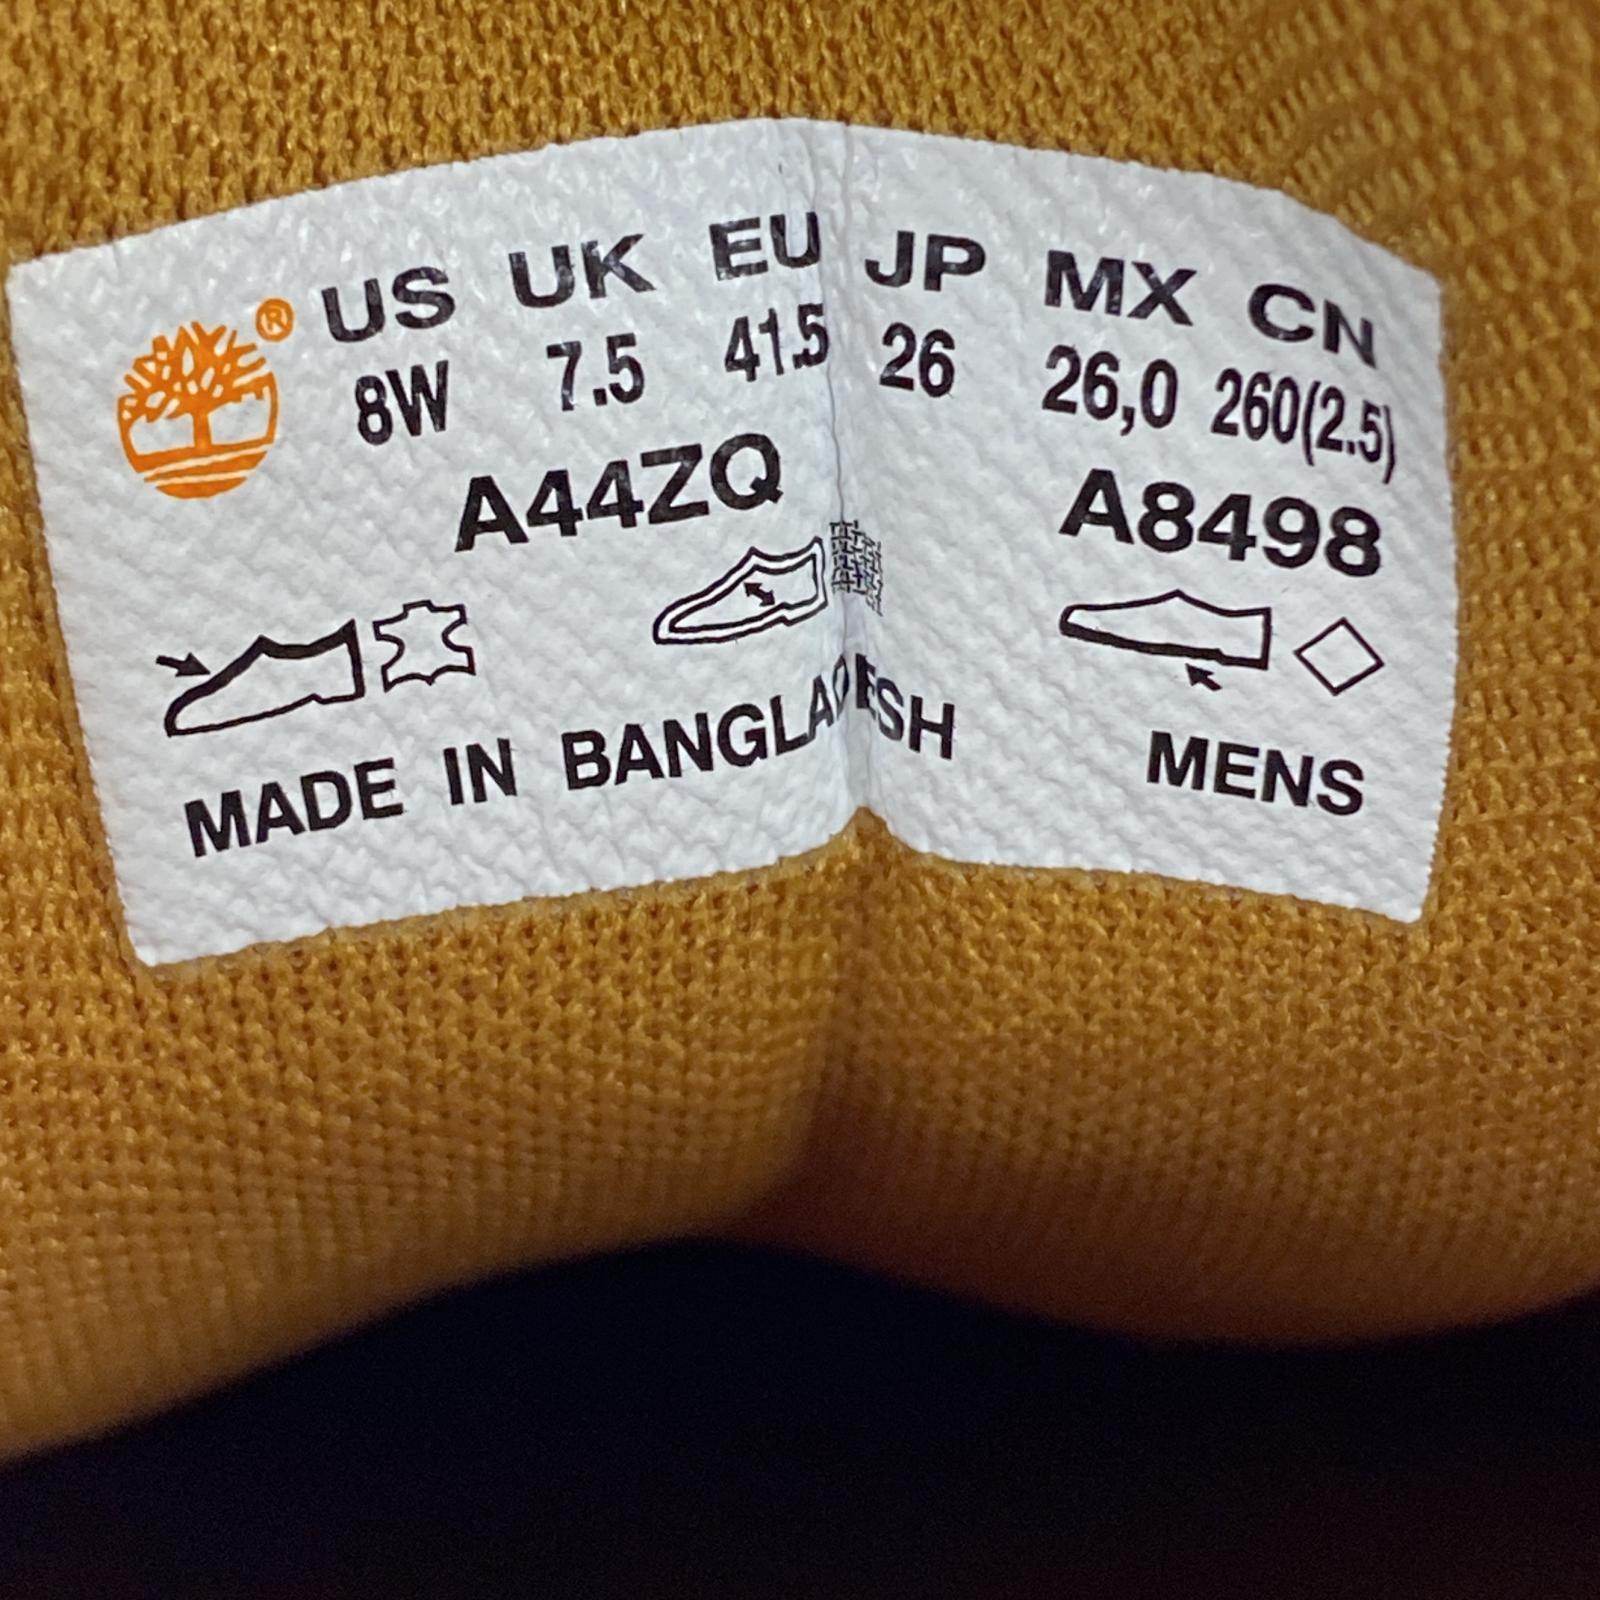 ® US UK EU JP MX CN
8W 7.5 41.5 26 26,0 260(2.5)
A44ZQ A8498
MADE IN BANGLADESH MENS